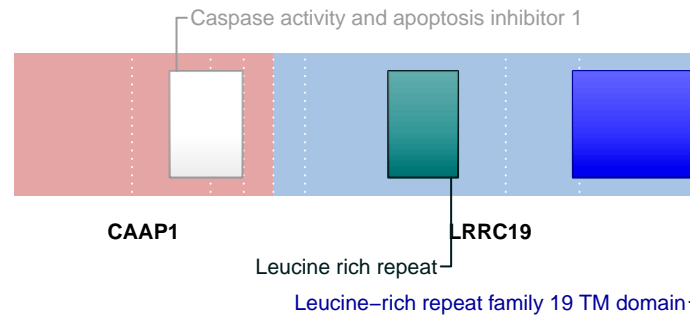 Caspase activity and apoptosis inhibitor 1
CAAP1 LRRC19
Leucine rich repeat
Leucine−rich repeat family 19 TM domain